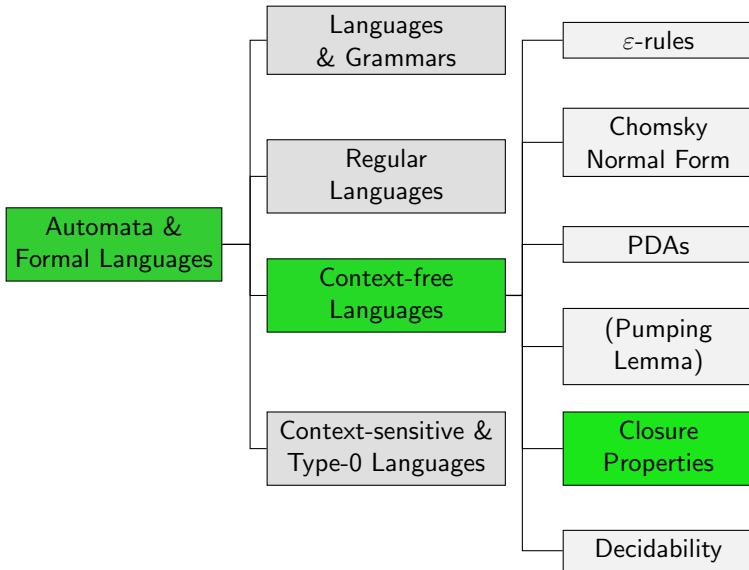 Automata &
Formal Languages
Languages
& Grammars
Regular
Languages
Context-free
Languages
Context-sensitive &
Type-0 Languages
ε-rules
Chomsky
Normal Form
PDAs
(Pumping
Lemma)
Closure
Properties
Decidability